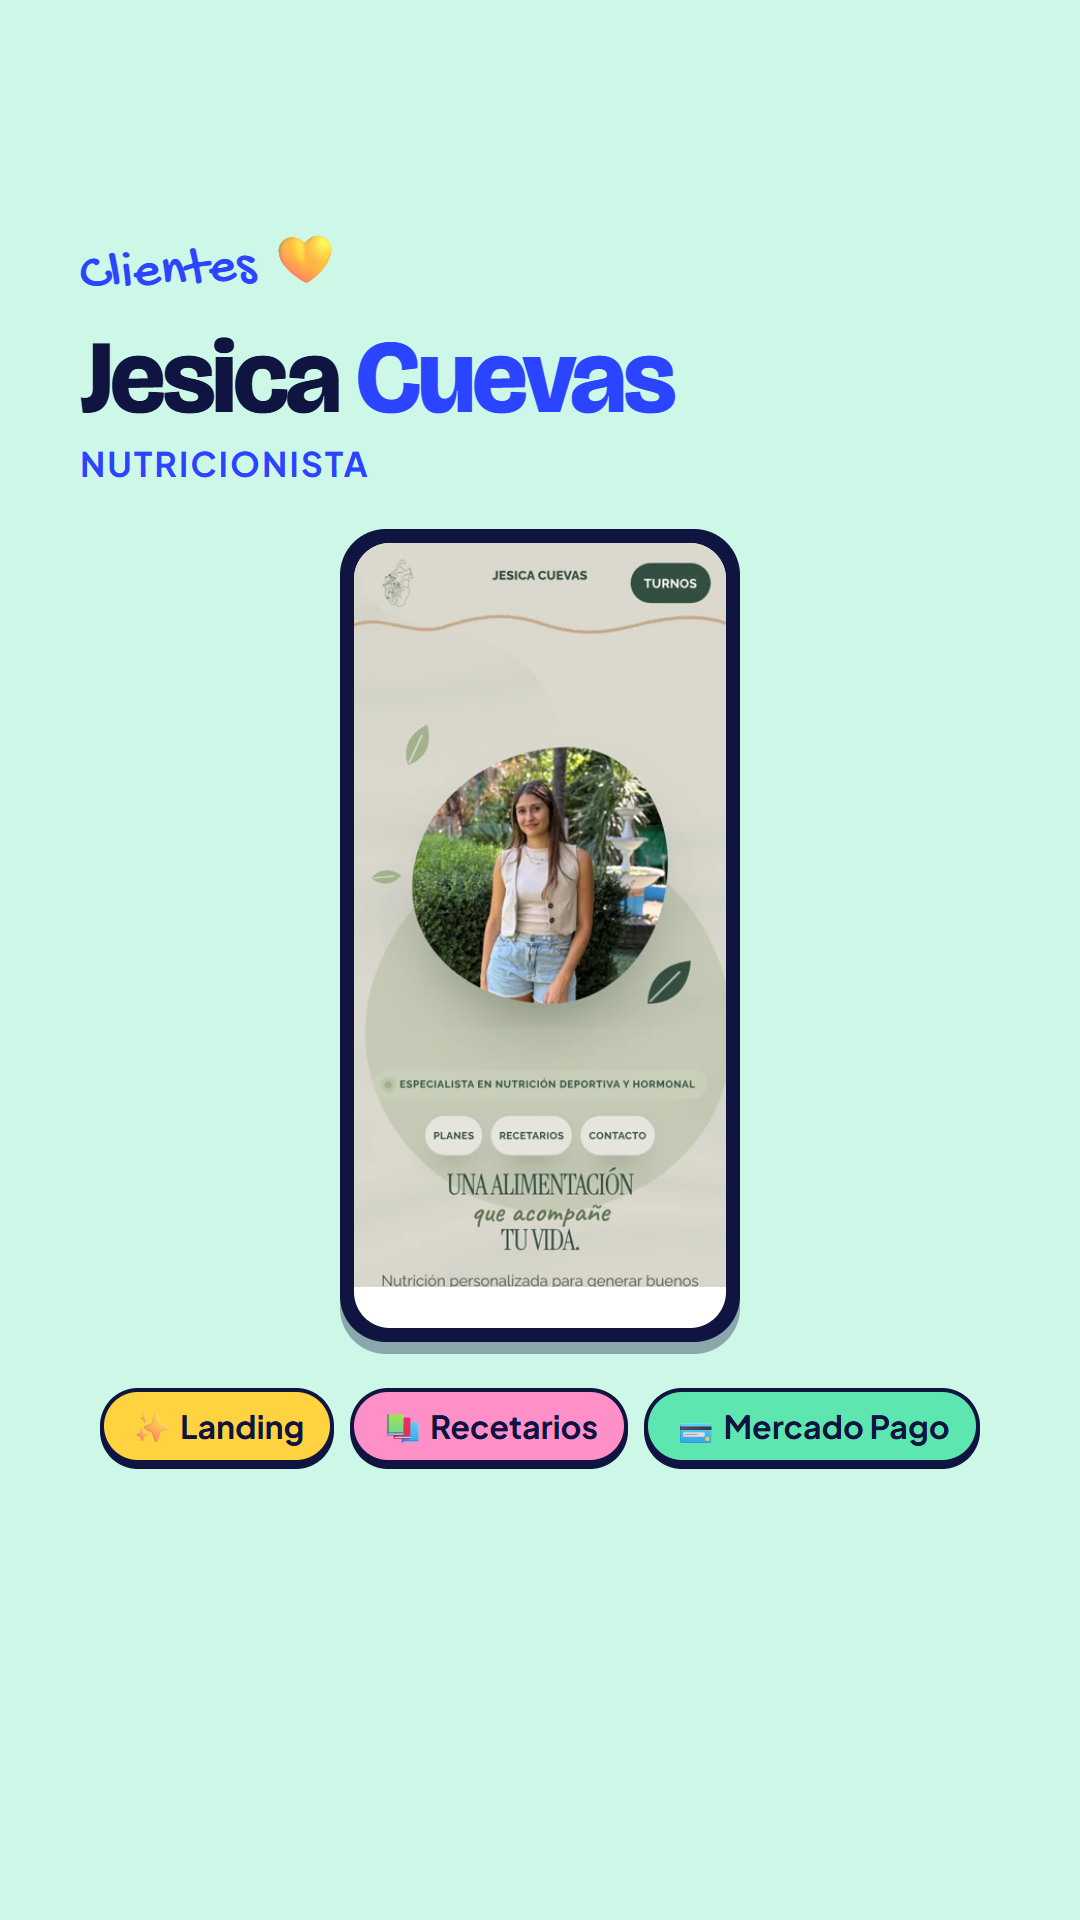 Clientes
Jesica Cuevas
NUTRICIONISTA
JESICA CUEVAS
TURNOS
ESPECIALISTA EN NUTRICIÓN DEPORTIVA Y HORMONAL
PLANES RECETARIOS CONTACTO
UNA ALIMENTACIÓN
que acompañe
TU VIDA.
Nutrición personalizada para generar buenos
Landing Recetarios Mercado Pago